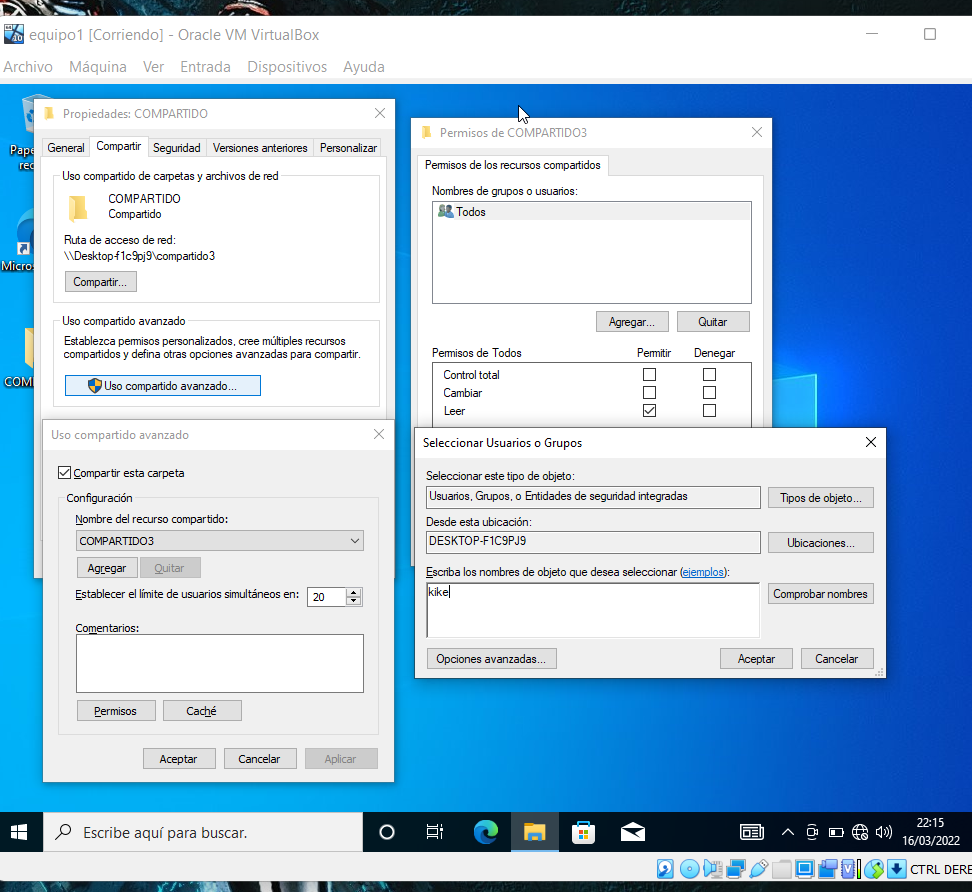 equipo1 [Corriendo] - Oracle VM VirtualBox
Archivo Máquina Ver Entrada Dispositivos Ayuda
Propiedades: COMPARTIDO
General Compartir Seguridad Versiones anteriores Personalizar
Uso compartido de carpetas y archivos de red
COMPARTIDO
Compartido
Ruta de acceso de red:
\\Desktop-f1c9pj9\compartido3
Compartir...
Uso compartido avanzado
Establezca permisos personalizados, cree múltiples recursos
compartidos y defina otras opciones avanzadas para compartir.
Uso compartido avanzado...
Uso compartido avanzado
Compartir esta carpeta
Configuración
Nombre del recurso compartido:
COMPARTIDO3
Agregar Quitar
Establecer el límite de usuarios simultáneos en: 20
Comentarios:
Permisos Caché
Aceptar Cancelar Aplicar
Permisos de COMPARTIDO3
Permisos de los recursos compartidos
Nombres de grupos o usuarios:
Todos
Agregar... Quitar
Permisos de Todos Permitir Denegar
Control total
Cambiar
Leer
Seleccionar Usuarios o Grupos
Seleccionar este tipo de objeto:
Usuarios, Grupos, o Entidades de seguridad integradas Tipos de objeto...
Desde esta ubicación:
DESKTOP-F1C9PJ9 Ubicaciones...
Escriba los nombres de objeto que desea seleccionar (ejemplos):
kike Comprobar nombres
Opciones avanzadas... Aceptar Cancelar
Pape
rec
Micros
COM
Escribe aquí para buscar.
22:15
16/03/2022
CTRL DERE